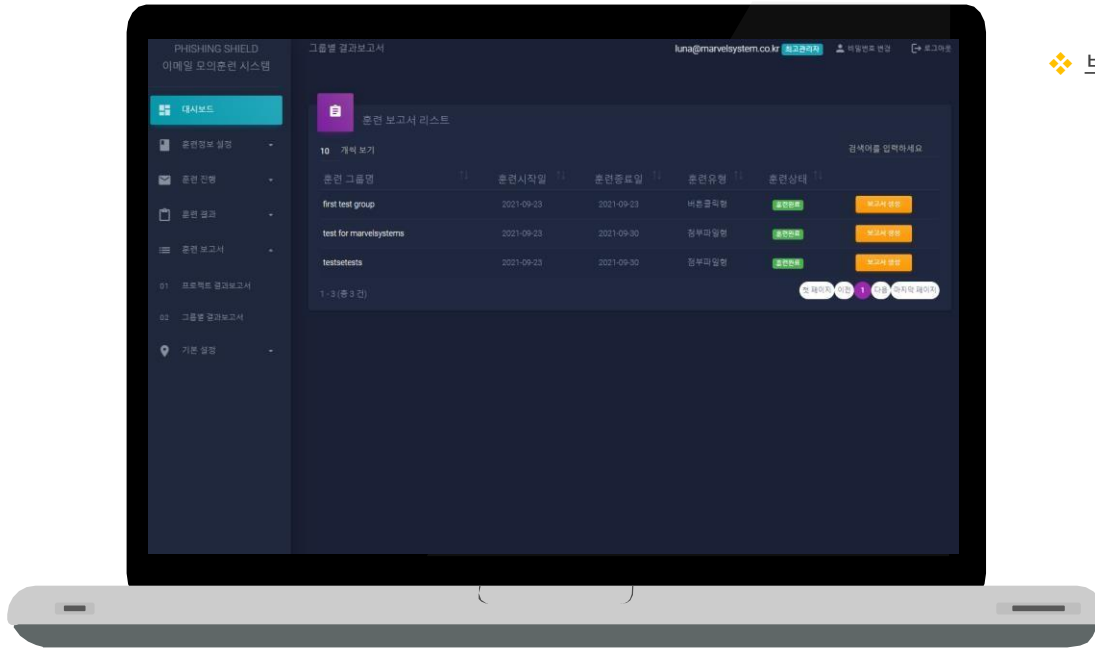 PHISHING SHIELD
이메일 모의훈련 시스템
그룹별 결과보고서
luna@marvelsystem.co.kr 최고관리자 비밀번호 변경 로그아웃
대시보드
훈련정보 설정
훈련 진행
훈련 결과
훈련 보고서
01 프로젝트 결과보고서
02 그룹별 결과보고서
기본 설정
훈련 보고서 리스트
10 개씩 보기
검색어를 입력하세요
훈련 그룹명 훈련시작일 훈련종료일 훈련유형 훈련상태
first test group 2021-09-23 2021-09-23 버튼클릭형 훈련완료 보고서 생성
test for marvelsystems 2021-09-23 2021-09-30 첨부파일형 훈련완료 보고서 생성
testsetests 2021-09-23 2021-09-30 첨부파일형 훈련완료 보고서 생성
1 - 3 (총 3 건)
첫 페이지 이전 1 다음 마지막 페이지